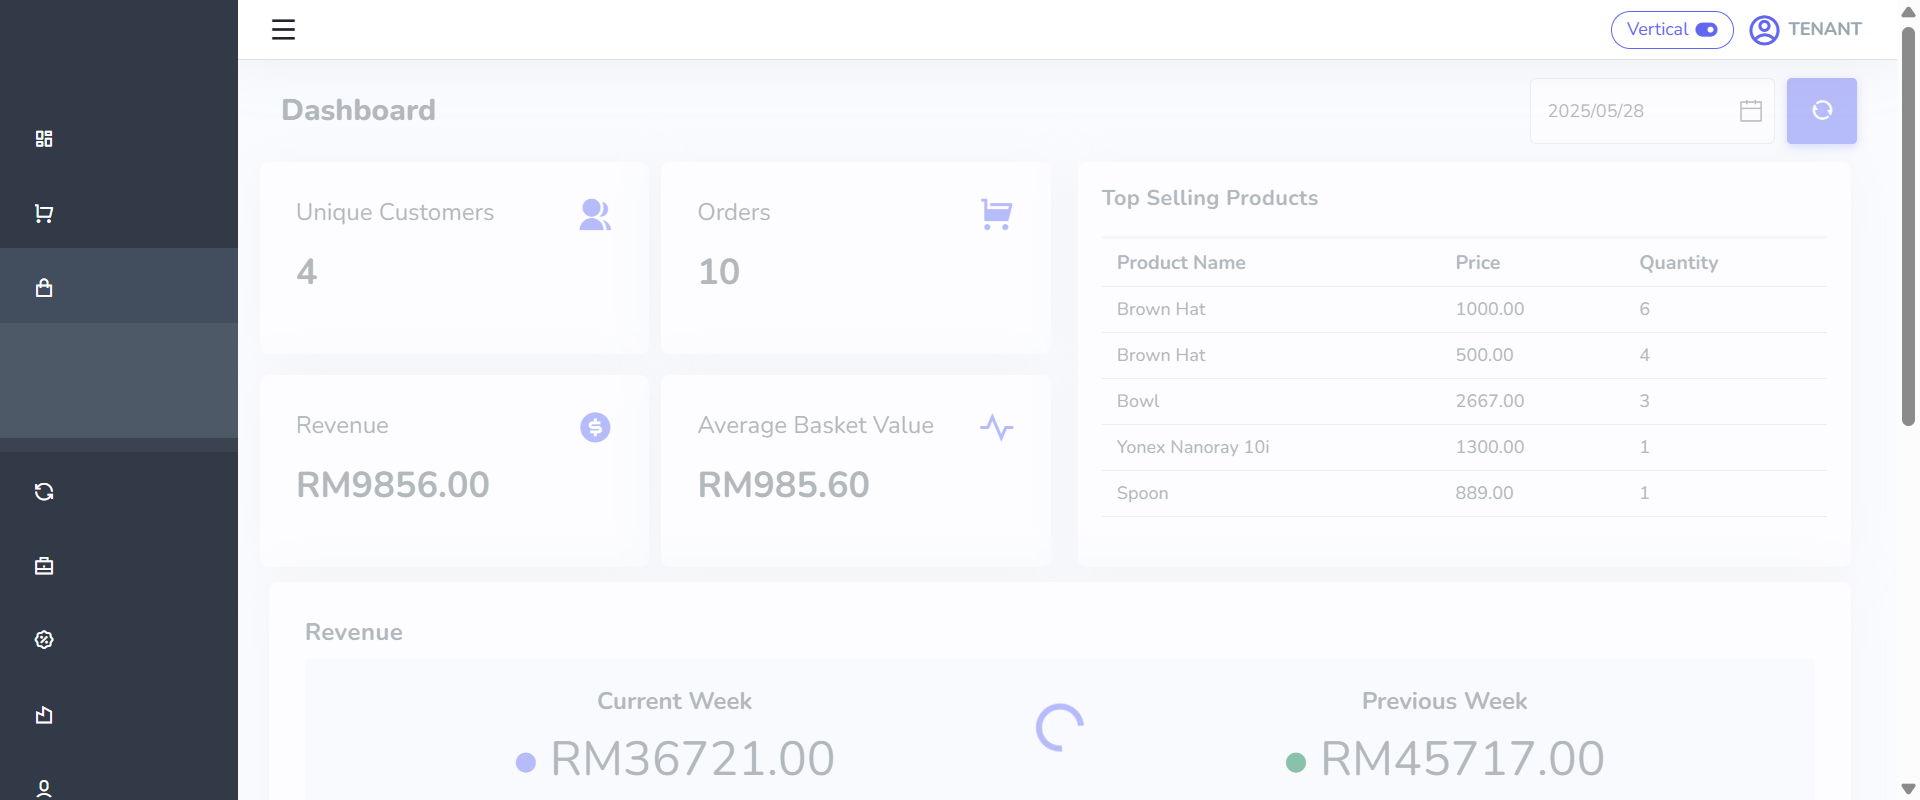 Vertical
TENANT
Dashboard
2025/05/28
Unique Customers
4
Orders
10
Revenue
RM9856.00
Average Basket Value
RM985.60
Top Selling Products
Product Name Price Quantity
Brown Hat 1000.00 6
Brown Hat 500.00 4
Bowl 2667.00 3
Yonex Nanoray 10i 1300.00 1
Spoon 889.00 1
Revenue
Current Week
RM36721.00
Previous Week
RM45717.00